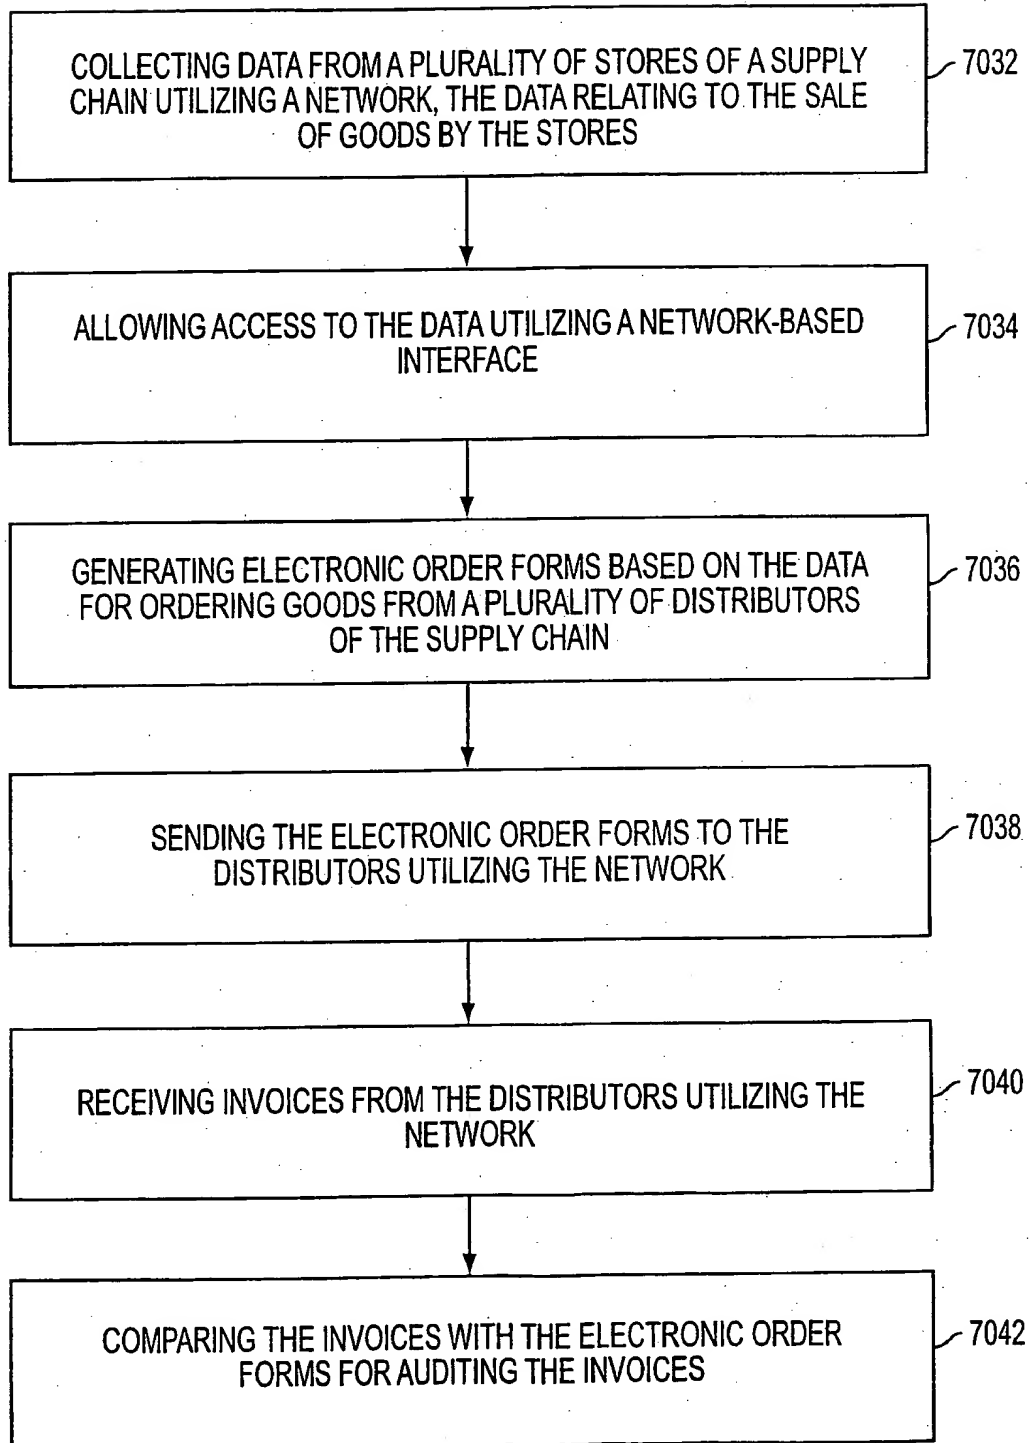 COLLECTING DATA FROM A PLURALITY OF STORES OF A SUPPLY
CHAIN UTILIZING A NETWORK, THE DATA RELATING TO THE SALE
OF GOODS BY THE STORES
7032
ALLOWING ACCESS TO THE DATA UTILIZING A NETWORK-BASED
INTERFACE
7034
GENERATING ELECTRONIC ORDER FORMS BASED ON THE DATA
FOR ORDERING GOODS FROM A PLURALITY OF DISTRIBUTORS
OF THE SUPPLY CHAIN
7036
SENDING THE ELECTRONIC ORDER FORMS TO THE
DISTRIBUTORS UTILIZING THE NETWORK
7038
RECEIVING INVOICES FROM THE DISTRIBUTORS UTILIZING THE
NETWORK
7040
COMPARING THE INVOICES WITH THE ELECTRONIC ORDER
FORMS FOR AUDITING THE INVOICES
7042